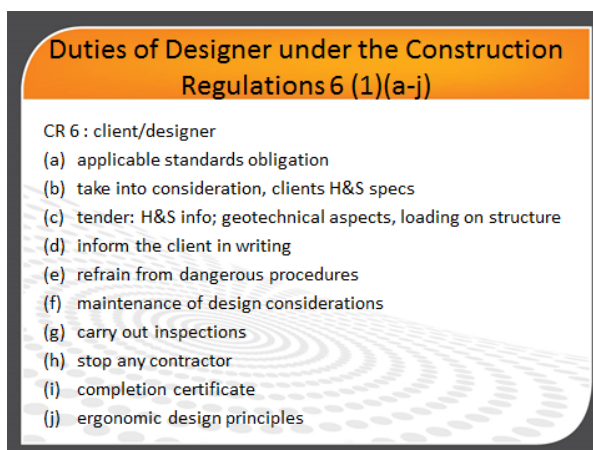 Duties of Designer under the Construction
Regulations 6 (1)(a-j)
CR 6 : client/designer
(a) applicable standards obligation
(b) take into consideration, clients H&S specs
(c) tender: H&S info; geotechnical aspects, loading on structure
(d) inform the client in writing
(e) refrain from dangerous procedures
(f) maintenance of design considerations
(g) carry out inspections
(h) stop any contractor
(i) completion certificate
(j) ergonomic design principles